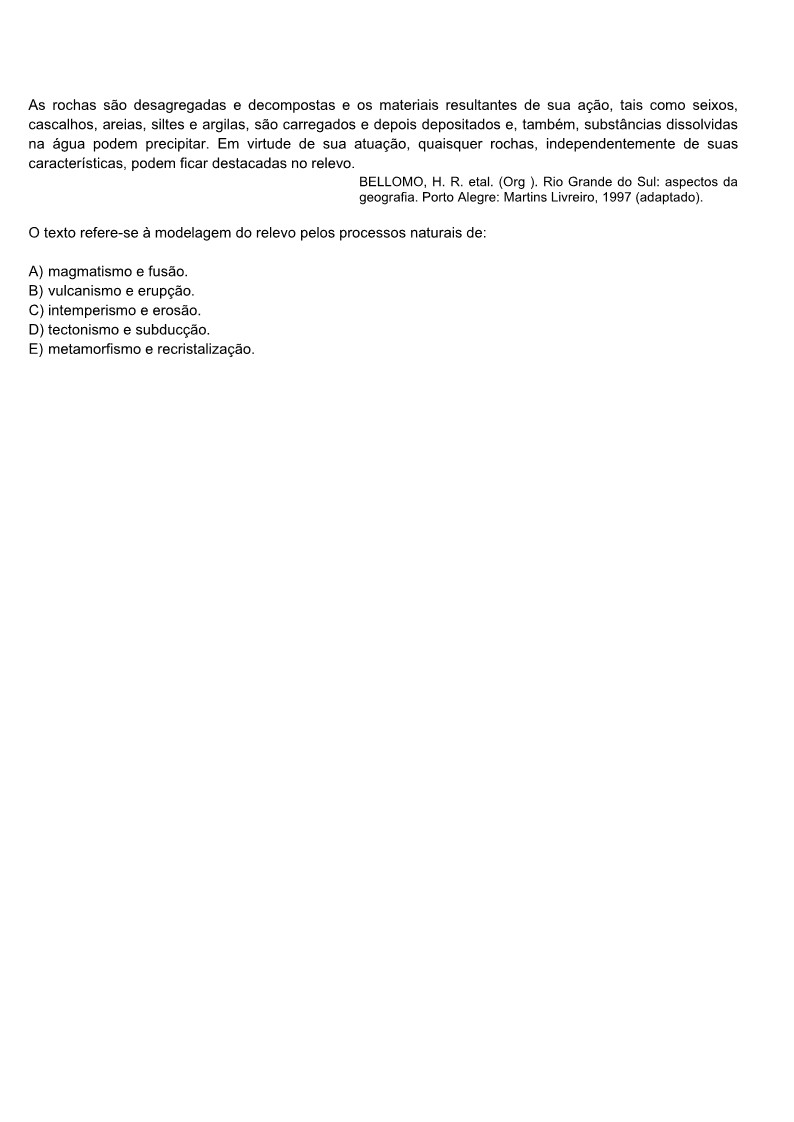 As rochas são desagregadas e decompostas e os materiais resultantes de sua ação, tais como seixos,
cascalhos, areias, siltes e argilas, são carregados e depois depositados e, também, substâncias dissolvidas
na água podem precipitar. Em virtude de sua atuação, quaisquer rochas, independentemente de suas
características, podem ficar destacadas no relevo.
BELLOMO, H. R. etal. (Org ). Rio Grande do Sul: aspectos da
geografia. Porto Alegre: Martins Livreiro, 1997 (adaptado).
O texto refere-se à modelagem do relevo pelos processos naturais de:
A) magmatismo e fusão.
B) vulcanismo e erupção.
C) intemperismo e erosão.
D) tectonismo e subducção.
E) metamorfismo e recristalização.